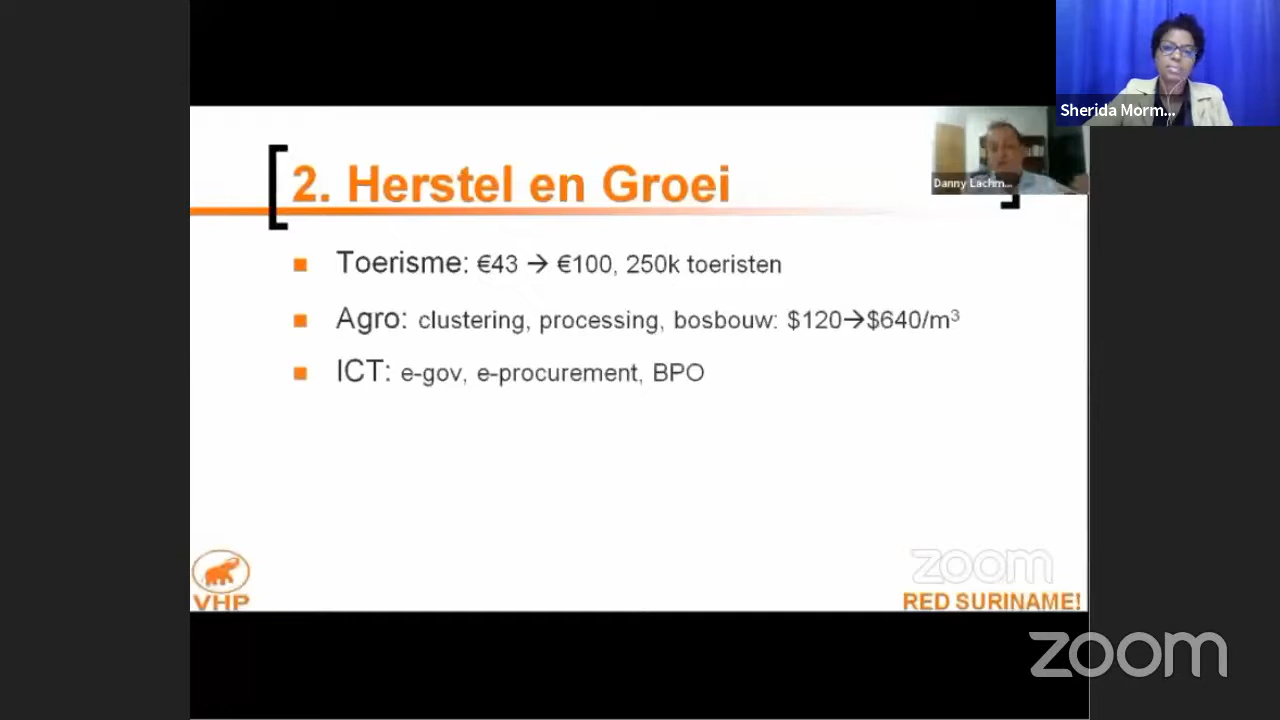 Sherida Morm...
2. Herstel en Groei
Danny Lachm...
Toerisme: €43 → €100, 250k toeristen
Agro: clustering, processing, bosbouw: $120→$640/m³
ICT: e-gov, e-procurement, BPO
VHP
zoom
RED SURINAME!
zoom